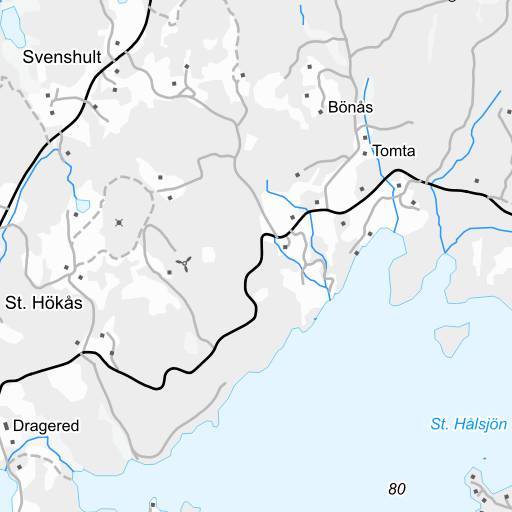 Svenshult
Bönås
Tomta
St. Hökås
Dragered
St. Hålsjön
80